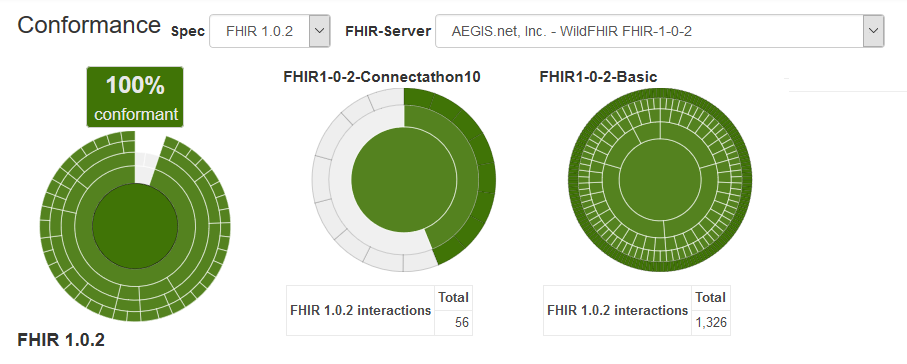 Conformance Spec FHIR 1.0.2 FHIR-Server AEGIS.net, Inc. - WildFHIR FHIR-1-0-2
100%
conformant
FHIR 1.0.2
FHIR1-0-2-Connectathon10
Total
FHIR 1.0.2 interactions
56
FHIR1-0-2-Basic
Total
FHIR 1.0.2 interactions
1,326